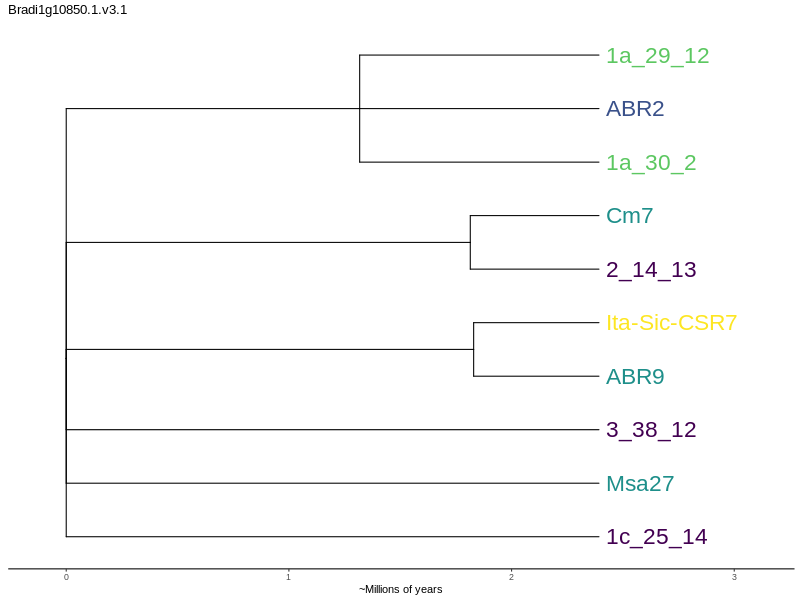 Bradi1g10850.1.v3.1
1a_29_12
ABR2
1a_30_2
Cm7
2_14_13
Ita-Sic-CSR7
ABR9
3_38_12
Msa27
1c_25_14
0 1 2 3
~Millions of years